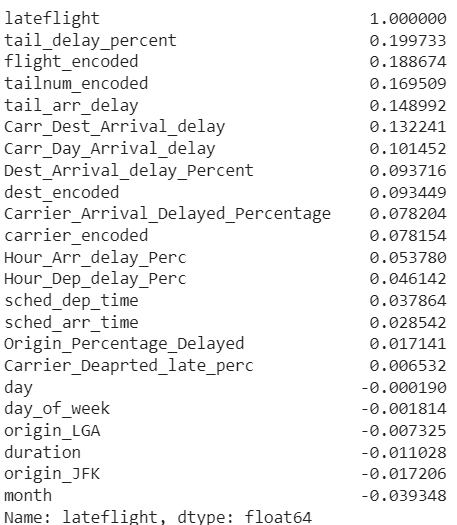 lateflight 1.000000
tail_delay_percent 0.199733
flight_encoded 0.188674
tailnum_encoded 0.169509
tail_arr_delay 0.148992
Carr_Dest_Arrival_delay 0.132241
Carr_Day_Arrival_delay 0.101452
Dest_Arrival_delay_Percent 0.093716
dest_encoded 0.093449
Carrier_Arrival_Delayed_Percentage 0.078204
carrier_encoded 0.078154
Hour_Arr_delay_Perc 0.053780
Hour_Dep_delay_Perc 0.046142
sched_dep_time 0.037864
sched_arr_time 0.028542
Origin_Percentage_Delayed 0.017141
Carrier_Deaprted_late_perc 0.006532
day -0.000190
day_of_week -0.001814
origin_LGA -0.007325
duration -0.011028
origin_JFK -0.017206
month -0.039348
Name: lateflight, dtype: float64